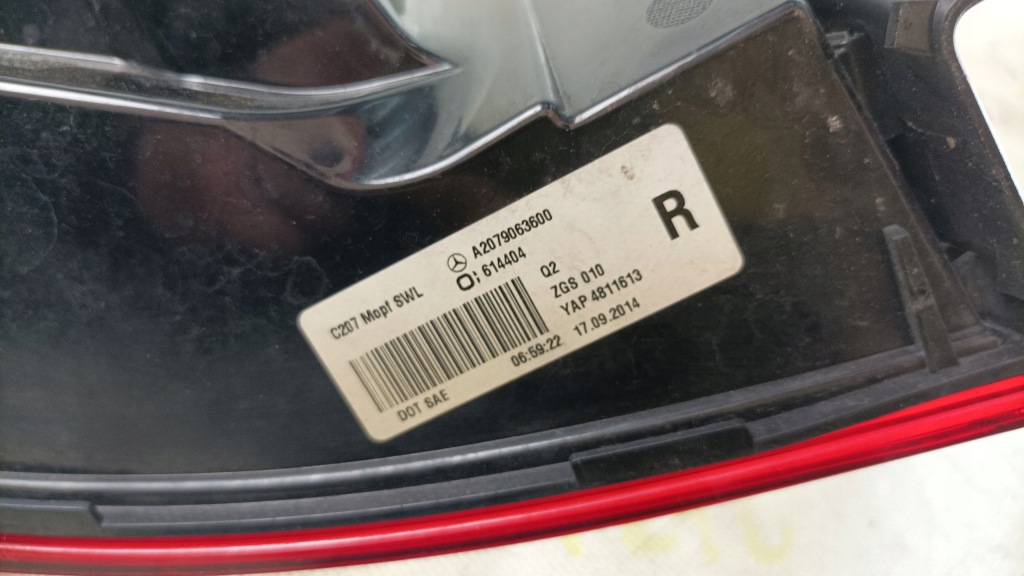 C207 Mopf SWL
A2079063600
614404
Q2
ZGS 010
YAP 4811613
06:59:22 17.09.2014
DOT SAE
R